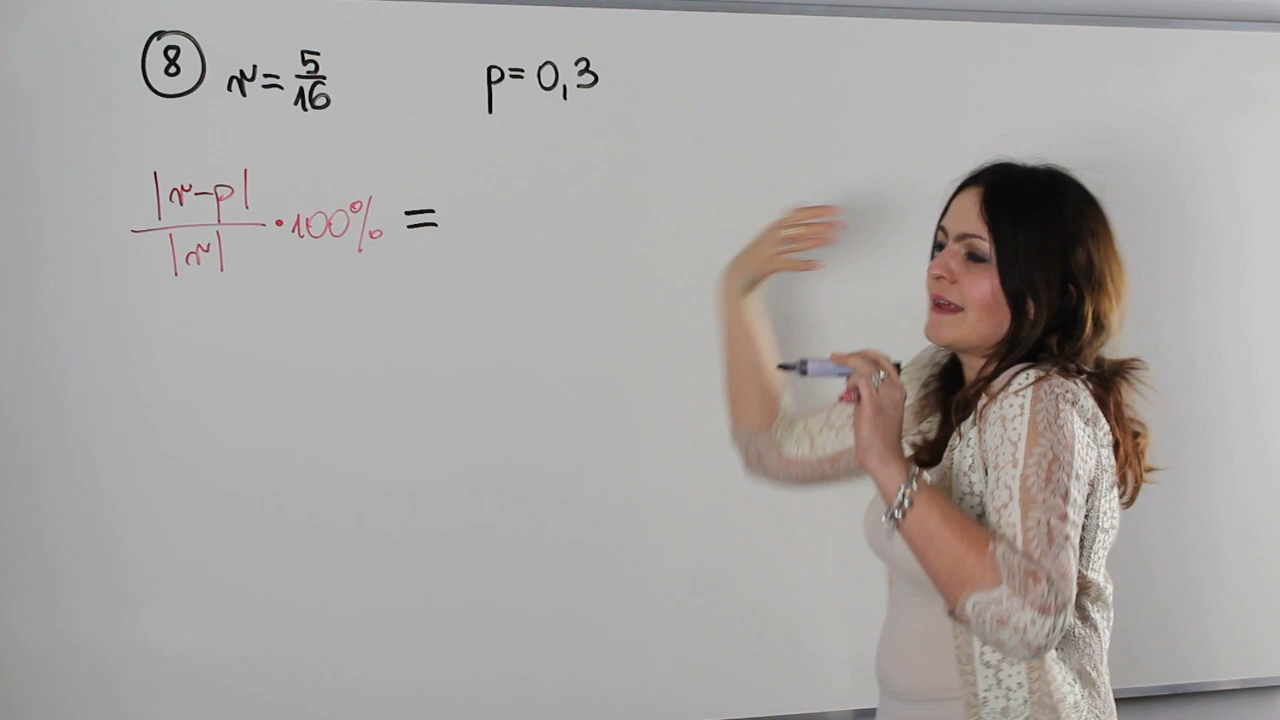 8 r = 5/16 p = 0,3
|r-p| / |r| · 100% =